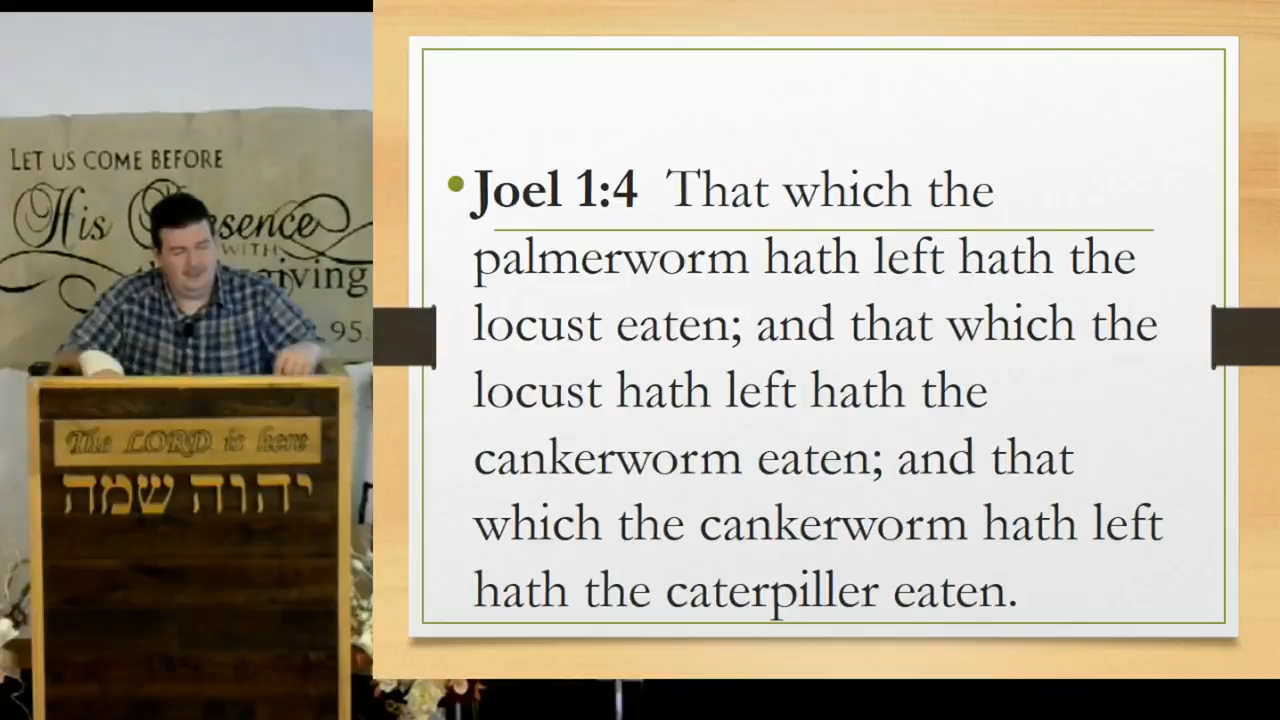 LET US COME BEFORE
His
WITH
giving
95:
The LORD is here
יהוה שמה
Joel 1:4 That which the
palmerworm hath left hath the
locust eaten; and that which the
locust hath left hath the
cankerworm eaten; and that
which the cankerworm hath left
hath the caterpiller eaten.